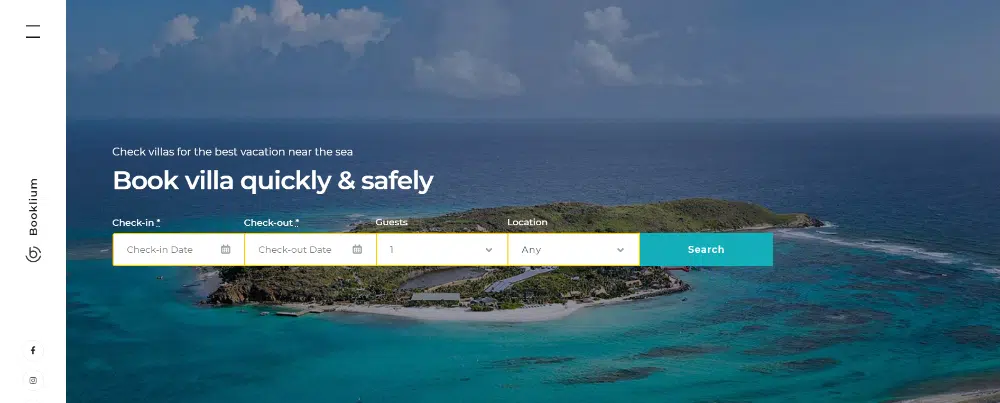 Booklium
Check villas for the best vacation near the sea
Book villa quickly & safely
Check-in * Check-out * Guests Location
Check-in Date Check-out Date 1 Any Search